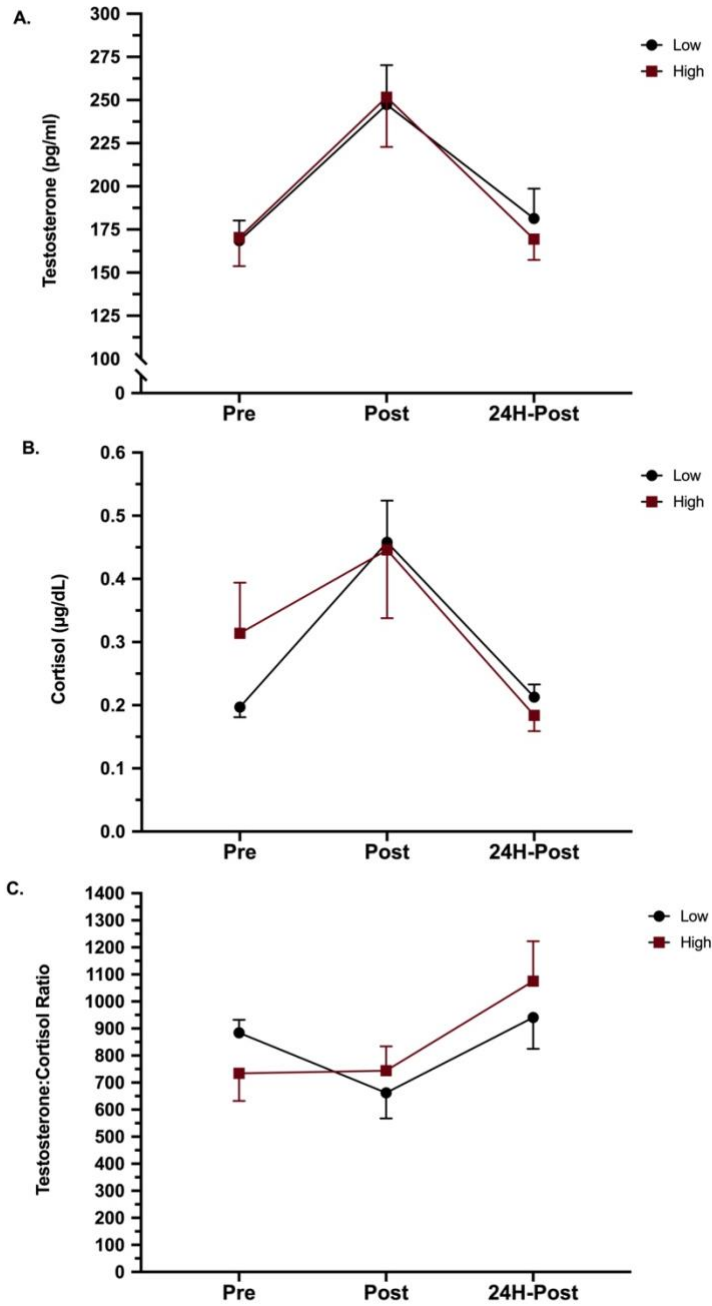 A.
Testosterone (pg/ml)
300
275
250
225
200
175
150
125
100
0
Pre Post 24H-Post
Low
High
B.
Cortisol (µg/dL)
0.6
0.5
0.4
0.3
0.2
0.1
0.0
Pre Post 24H-Post
Low
High
C.
Testosterone:Cortisol Ratio
1400
1300
1200
1100
1000
900
800
700
600
500
400
300
200
100
0
Pre Post 24H-Post
Low
High